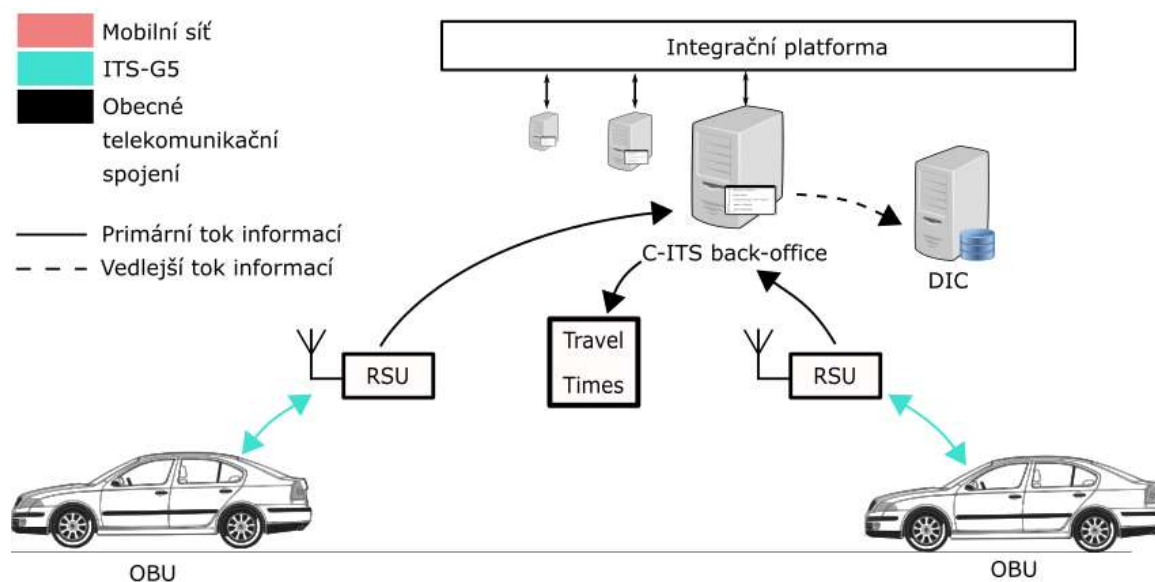 Mobilní síť
ITS-G5
Obecné
telekomunikační
spojení
Primární tok informací
Vedlejší tok informací
Integrační platforma
C-ITS back-office
DIC
Travel
Times
RSU
RSU
OBU
OBU